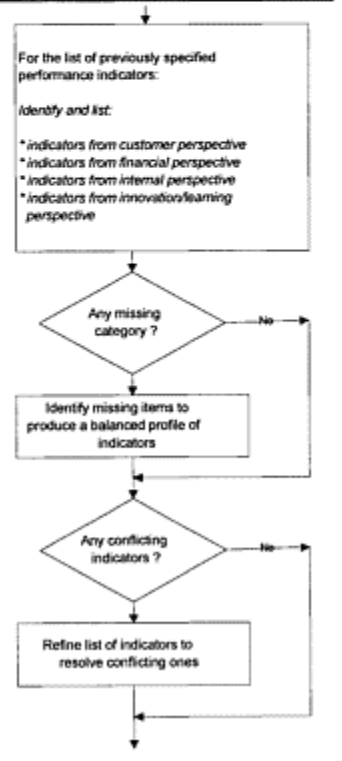 For the list of previously specified
performance indicators:
Identify and list:
* indicators from customer perspective
* indicators from financial perspective
* indicators from internal perspective
* indicators from innovation/learning
perspective
Any missing
category ?
No
Identify missing items to
produce a balanced profile of
indicators
Any conflicting
indicators ?
No
Refine list of indicators to
resolve conflicting ones